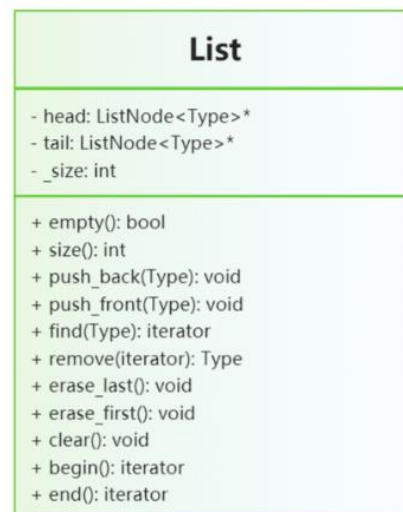 List
- head: ListNode<Type>*
- tail: ListNode<Type>*
- _size: int
+ empty(): bool
+ size(): int
+ push_back(Type): void
+ push_front(Type): void
+ find(Type): iterator
+ remove(iterator): Type
+ erase_last(): void
+ erase_first(): void
+ clear(): void
+ begin(): iterator
+ end(): iterator